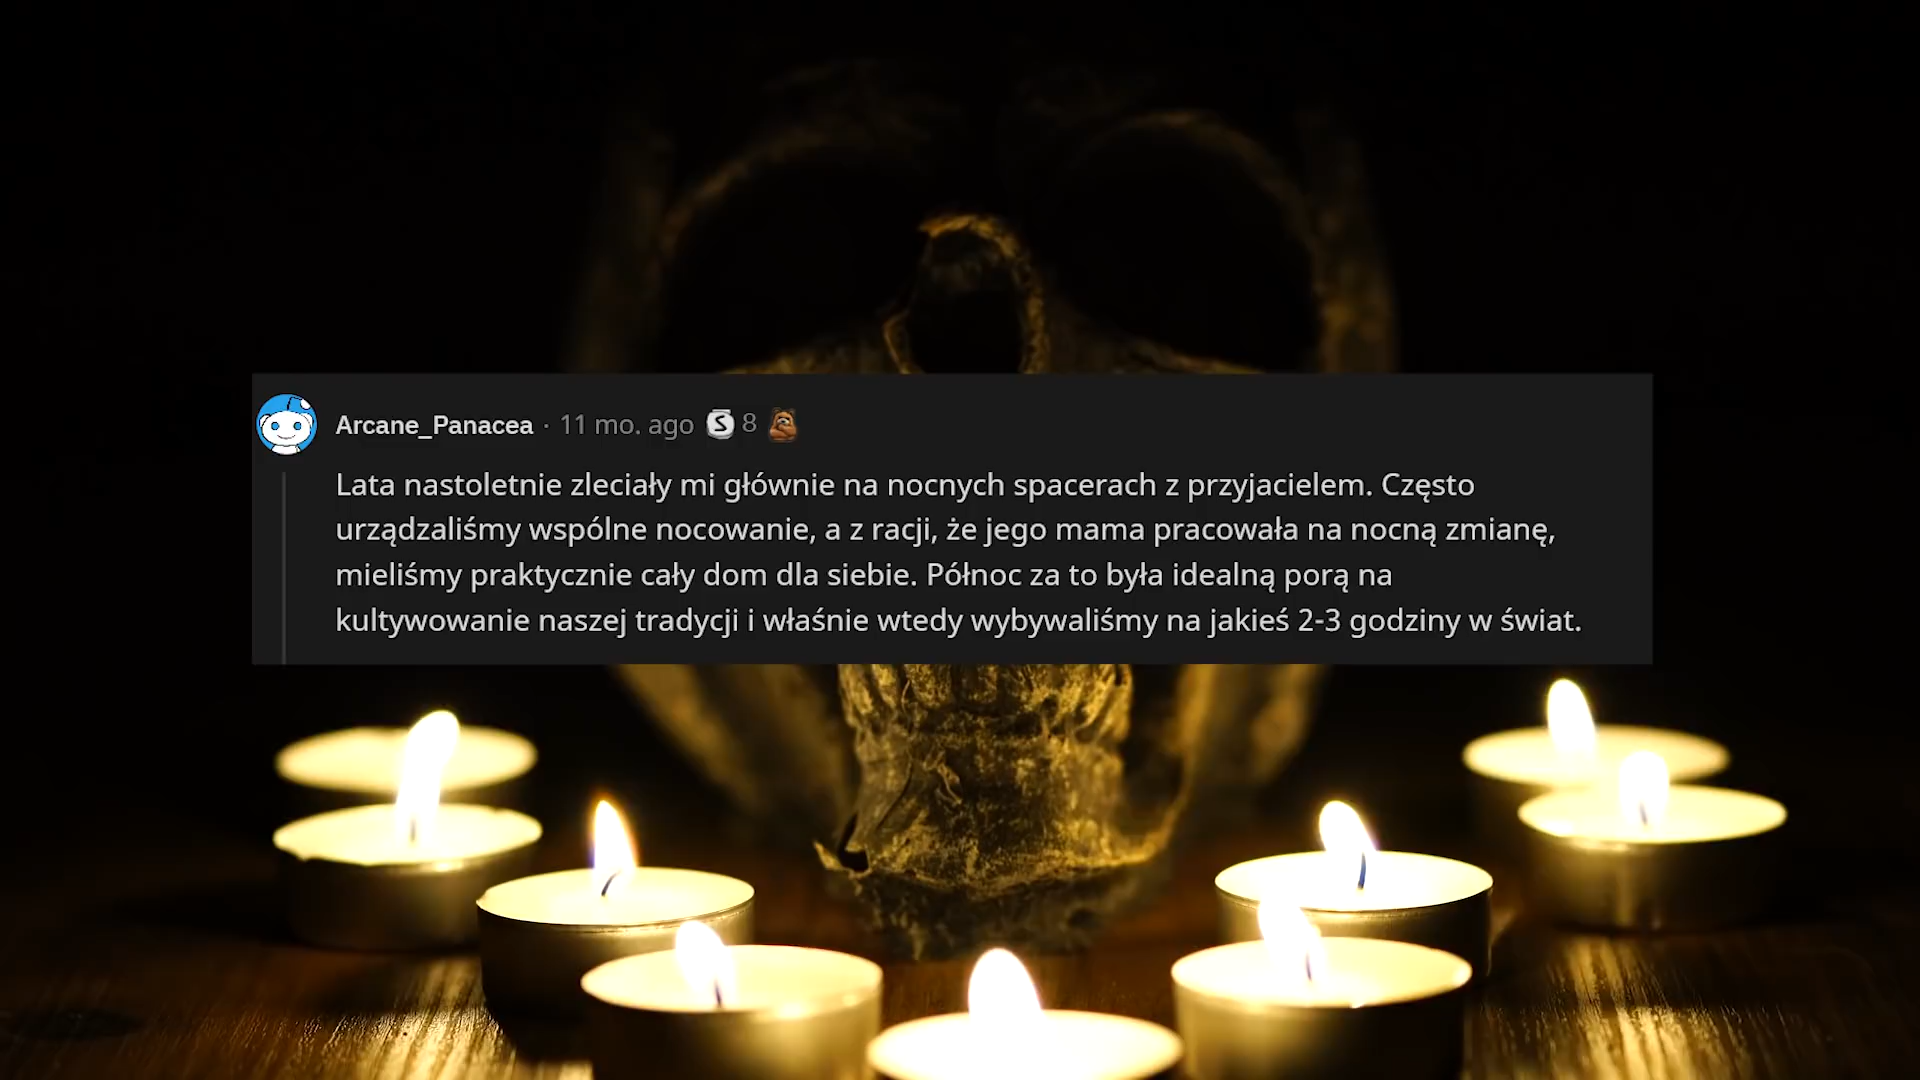 Arcane_Panacea · 11 mo. ago S 8
Lata nastoletnie zleciały mi głównie na nocnych spacerach z przyjacielem. Często
urządzaliśmy wspólne nocowanie, a z racji, że jego mama pracowała na nocną zmianę,
mieliśmy praktycznie cały dom dla siebie. Północ za to była idealną porą na
kultywowanie naszej tradycji i właśnie wtedy wybywaliśmy na jakieś 2-3 godziny w świat.